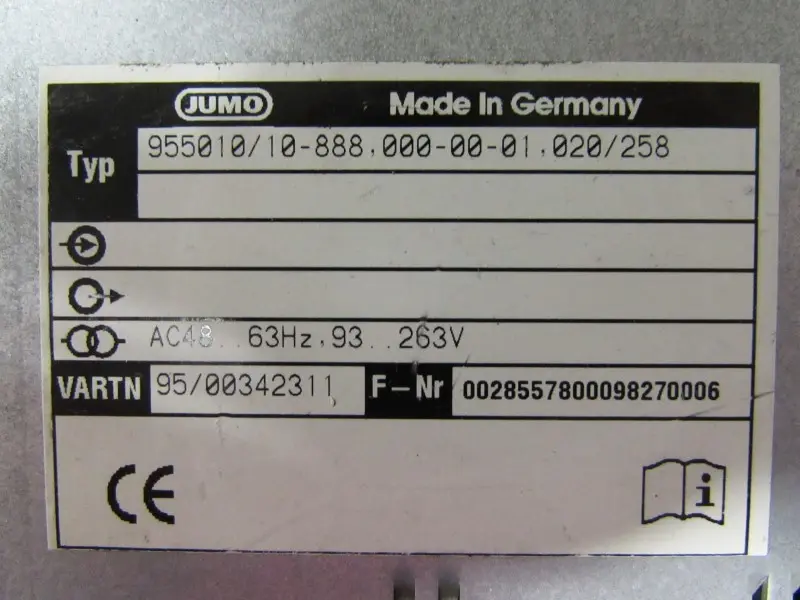 JUMO Made In Germany
Typ 955010/10-888,000-00-01,020/258
AC48..63Hz,93..263V
VARTN 95/00342311 F-Nr 0028557800098270006
CE
i